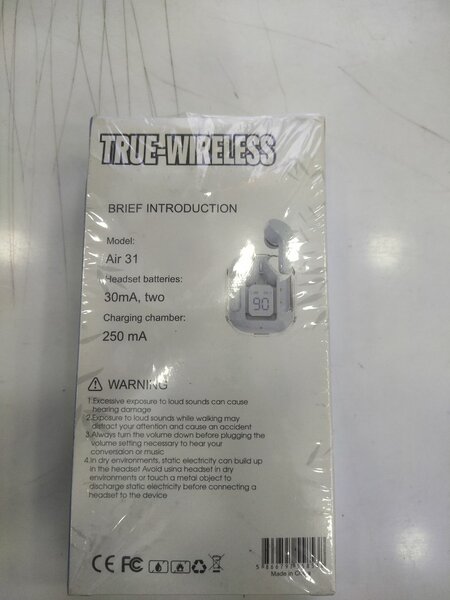 TRUE-WIRELESS
BRIEF INTRODUCTION
Model:
Air 31
Headset batteries:
30mA, two
Charging chamber:
250 mA
90
WARNING
1.Excessive exposure to loud sounds can cause
hearing damage
2.Exposure to loud sounds while walking may
distract your attention and cause an accident
3.Always turn the volume down before plugging the
volume setting necessary to hear your
conversation or music
4.In dry environments, static electricity can build up
in the headset Avoid using headset in dry
environments or touch a metal object to
discharge static electricity before connecting a
headset to the device
CE FC
Made in China